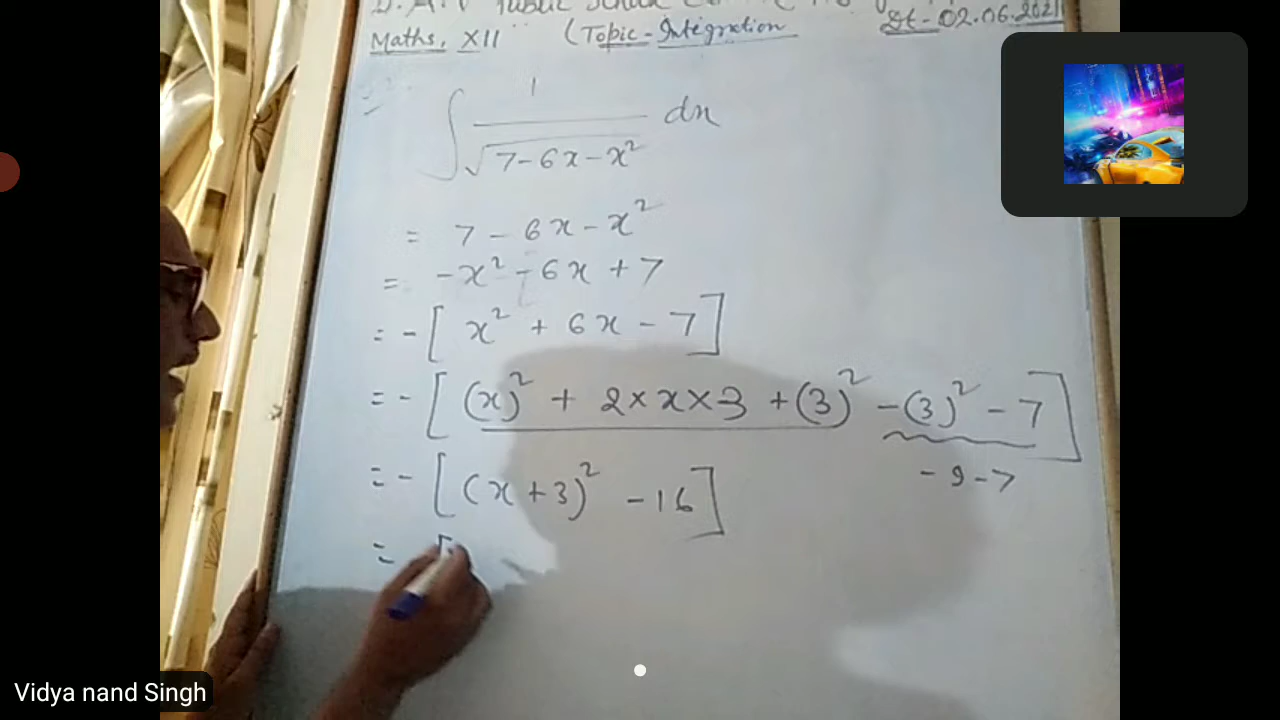 Public School
Dt - 02.06.2021
Maths, XII (Topic - Integration
∫ 1/√(7-6x-x²) dx
= 7 - 6x - x²
= -x² - 6x + 7
= - [ x² + 6x - 7 ]
= - [ (x)² + 2×x×3 + (3)² - (3)² - 7 ]
- 9 - 7
= - [ (x+3)² - 16 ]
= - [
Vidya nand Singh